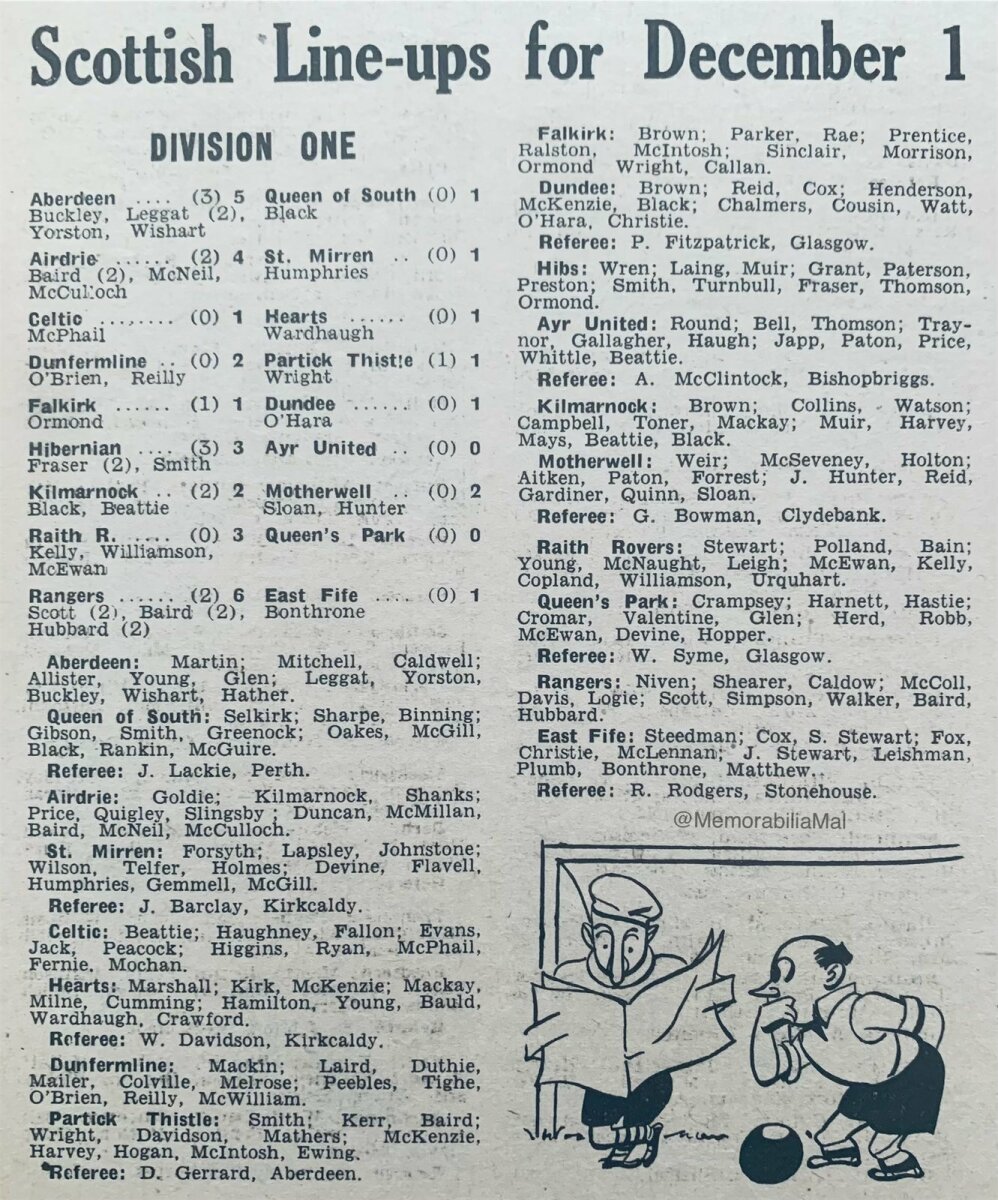 Scottish Line-ups for December 1
DIVISION ONE
Aberdeen .... (3) 5 Queen of South (0) 1
Buckley, Leggat (2), Black
Yorston, Wishart
Airdrie ...... (2) 4 St. Mirren .. (0) 1
Baird (2), McNeil, Humphries
McCulloch
Celtic ........ (0) 1 Hearts ...... (0) 1
McPhail Wardhaugh
Dunfermline .. (0) 2 Partick Thistle (1) 1
O'Brien, Reilly Wright
Falkirk ...... (1) 1 Dundee ...... (0) 1
Ormond O'Hara
Hibernian .... (3) 3 Ayr United .. (0) 0
Fraser (2), Smith
Kilmarnock .. (2) 2 Motherwell .. (0) 2
Black, Beattie Sloan, Hunter
Raith R. .... (0) 3 Queen's Park (0) 0
Kelly, Williamson,
McEwan
Rangers ...... (2) 6 East Fife .... (0) 1
Scott (2), Baird (2), Bonthrone
Hubbard (2)
Aberdeen: Martin; Mitchell, Caldwell;
Allister, Young, Glen; Leggat, Yorston,
Buckley, Wishart, Hather.
Queen of South: Selkirk; Sharpe, Binning;
Gibson, Smith, Greenock; Oakes, McGill,
Black, Rankin, McGuire.
Referee: J. Lackie, Perth.
Airdrie: Goldie; Kilmarnock, Shanks;
Price, Quigley, Slingsby; Duncan, McMillan,
Baird, McNeil, McCulloch.
St. Mirren: Forsyth; Lapsley, Johnstone;
Wilson, Telfer, Holmes; Devine, Flavell,
Humphries, Gemmell, McGill.
Referee: J. Barclay, Kirkcaldy.
Celtic: Beattie; Haughney, Fallon; Evans,
Jack, Peacock; Higgins, Ryan, McPhail,
Fernie, Mochan.
Hearts: Marshall; Kirk, McKenzie; Mackay,
Milne, Cumming; Hamilton, Young, Bauld,
Wardhaugh, Crawford.
Referee: W. Davidson, Kirkcaldy.
Dunfermline: Mackin; Laird, Duthie,
Mailer, Colville, Melrose; Peebles, Tighe,
O'Brien, Reilly, McWilliam.
Partick Thistle: Smith; Kerr, Baird;
Wright, Davidson, Mathers; McKenzie,
Harvey, Hogan, McIntosh, Ewing.
Referee: D. Gerrard, Aberdeen.
Falkirk: Brown; Parker, Rae; Prentice,
Ralston, McIntosh; Sinclair, Morrison,
Ormond Wright, Callan.
Dundee: Brown; Reid, Cox; Henderson,
McKenzie, Black; Chalmers, Cousin, Watt,
O'Hara, Christie.
Referee: P. Fitzpatrick, Glasgow.
Hibs: Wren; Laing, Muir; Grant, Paterson,
Preston; Smith, Turnbull, Fraser, Thomson,
Ormond.
Ayr United: Round; Bell, Thomson; Tray-
nor, Gallagher, Haugh; Japp, Paton, Price,
Whittle, Beattie.
Referee: A. McClintock, Bishopbriggs.
Kilmarnock: Brown; Collins, Watson;
Campbell, Toner, Mackay; Muir, Harvey,
Mays, Beattie, Black.
Motherwell: Weir; McSeveney, Holton;
Aitken, Paton, Forrest; J. Hunter, Reid,
Gardiner, Quinn, Sloan.
Referee: G. Bowman, Clydebank.
Raith Rovers: Stewart; Polland, Bain;
Young, McNaught, Leigh; McEwan, Kelly,
Copland, Williamson, Urquhart.
Queen's Park: Crampsey; Harnett, Hastie;
Cromar, Valentine, Glen; Herd, Robb,
McEwan, Devine, Hopper.
Referee: W. Syme, Glasgow.
Rangers: Niven; Shearer, Caldow; McColl,
Davis, Logie; Scott, Simpson, Walker, Baird,
Hubbard.
East Fife: Steedman; Cox, S. Stewart; Fox,
Christie, McLennan; J. Stewart, Leishman,
Plumb, Bonthrone, Matthew.
Referee: R. Rodgers, Stonehouse.
@MemorabiliaMal